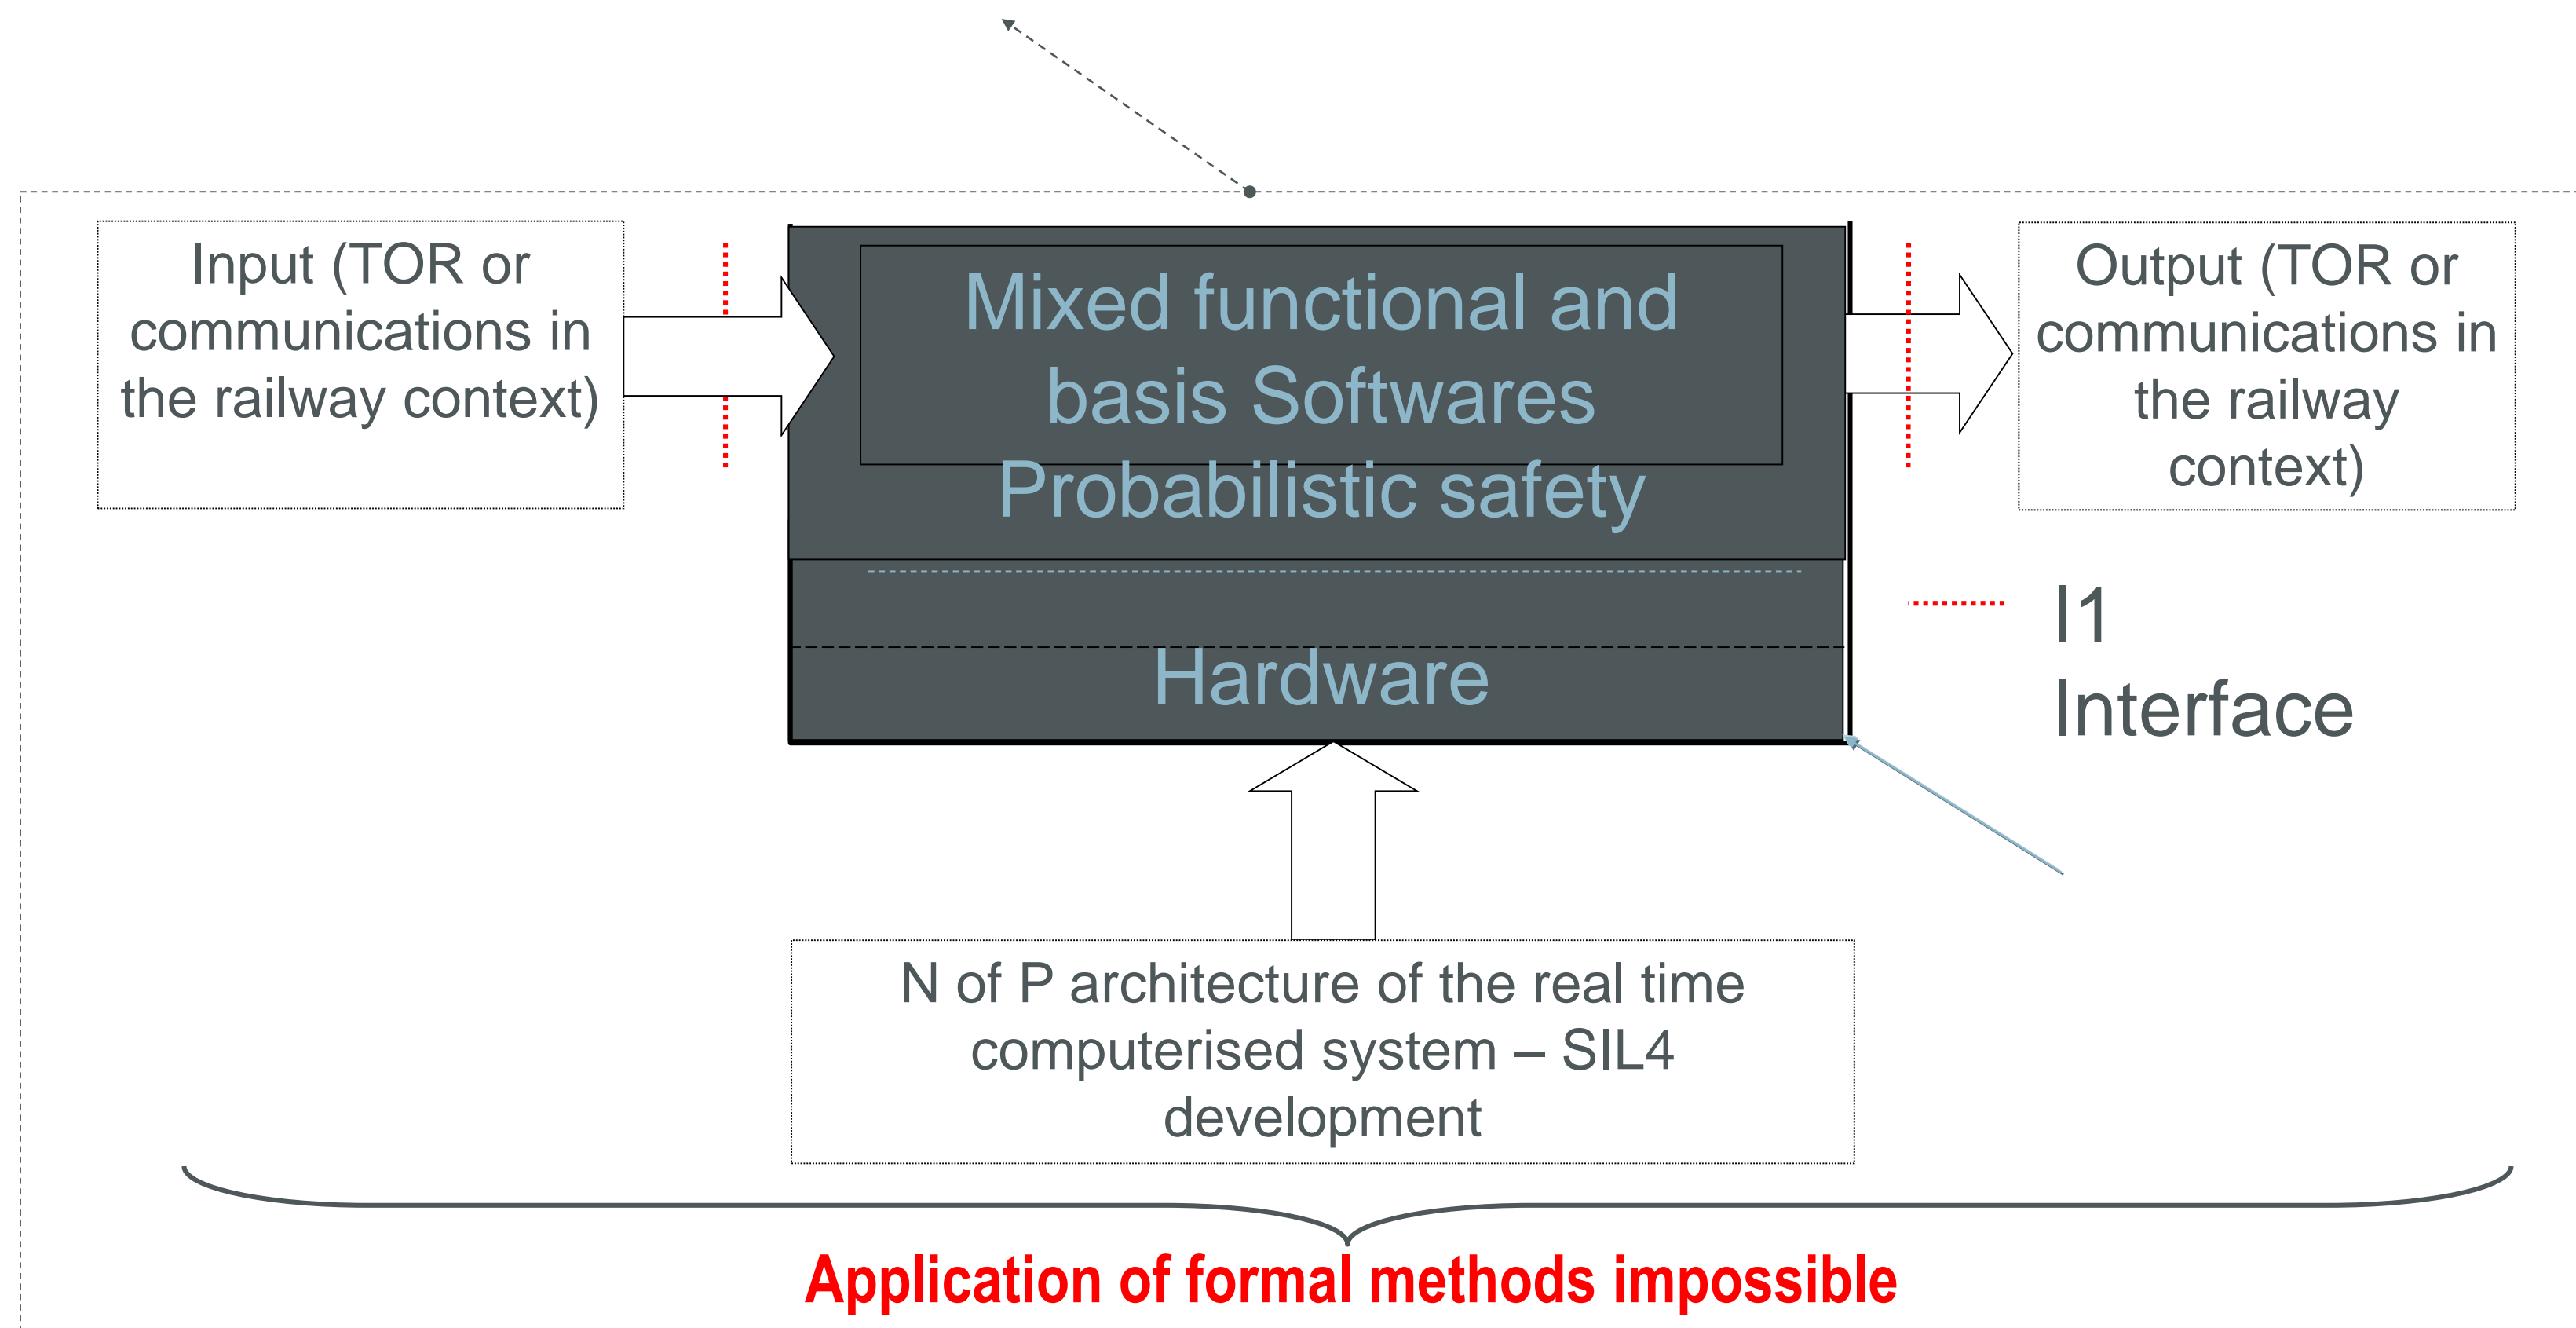 Input (TOR or
communications in
the railway context)
Mixed functional and
basis Softwares
Probabilistic safety
Hardware
Output (TOR or
communications in
the railway
context)
I1
Interface
N of P architecture of the real time
computerised system – SIL4
development
Application of formal methods impossible